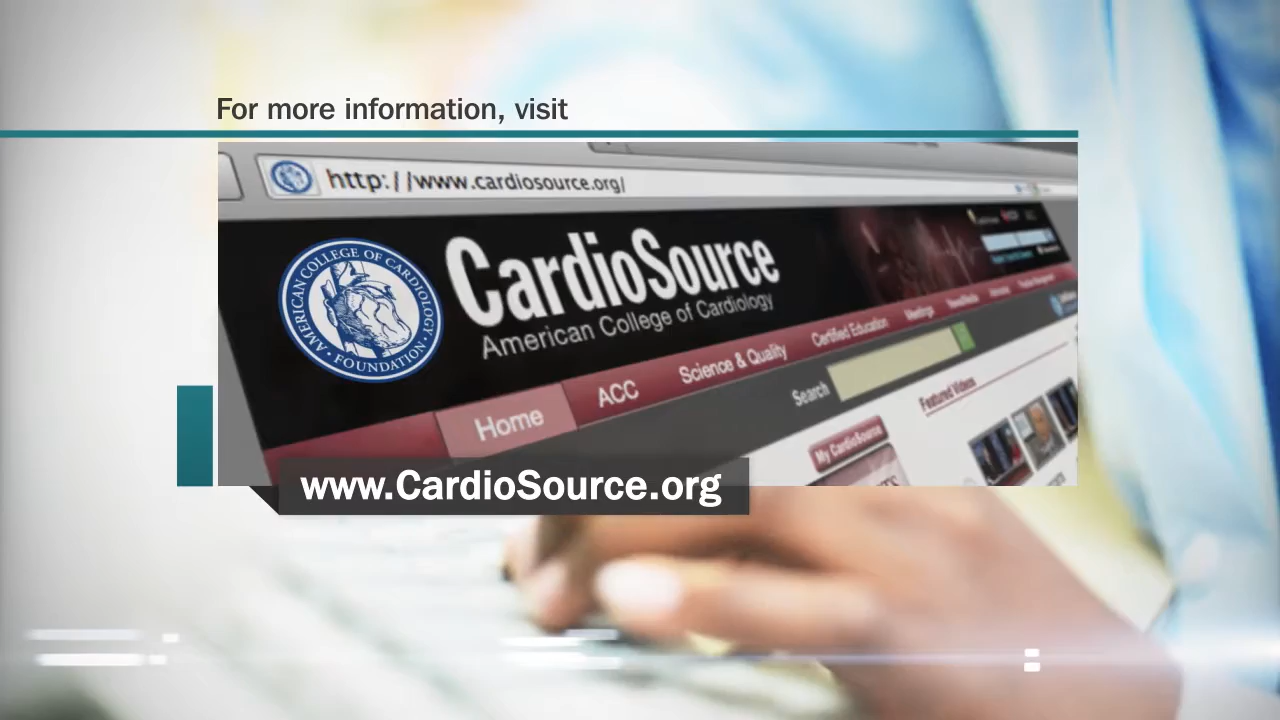 For more information, visit
http://www.cardiosource.org/
AMERICAN COLLEGE OF CARDIOLOGY
FOUNDATION
CardioSource
American College of Cardiology
Home
ACC
Science & Quality
Certified Education
Meetings
Search
Featured Videos
My CardioSource
www.CardioSource.org